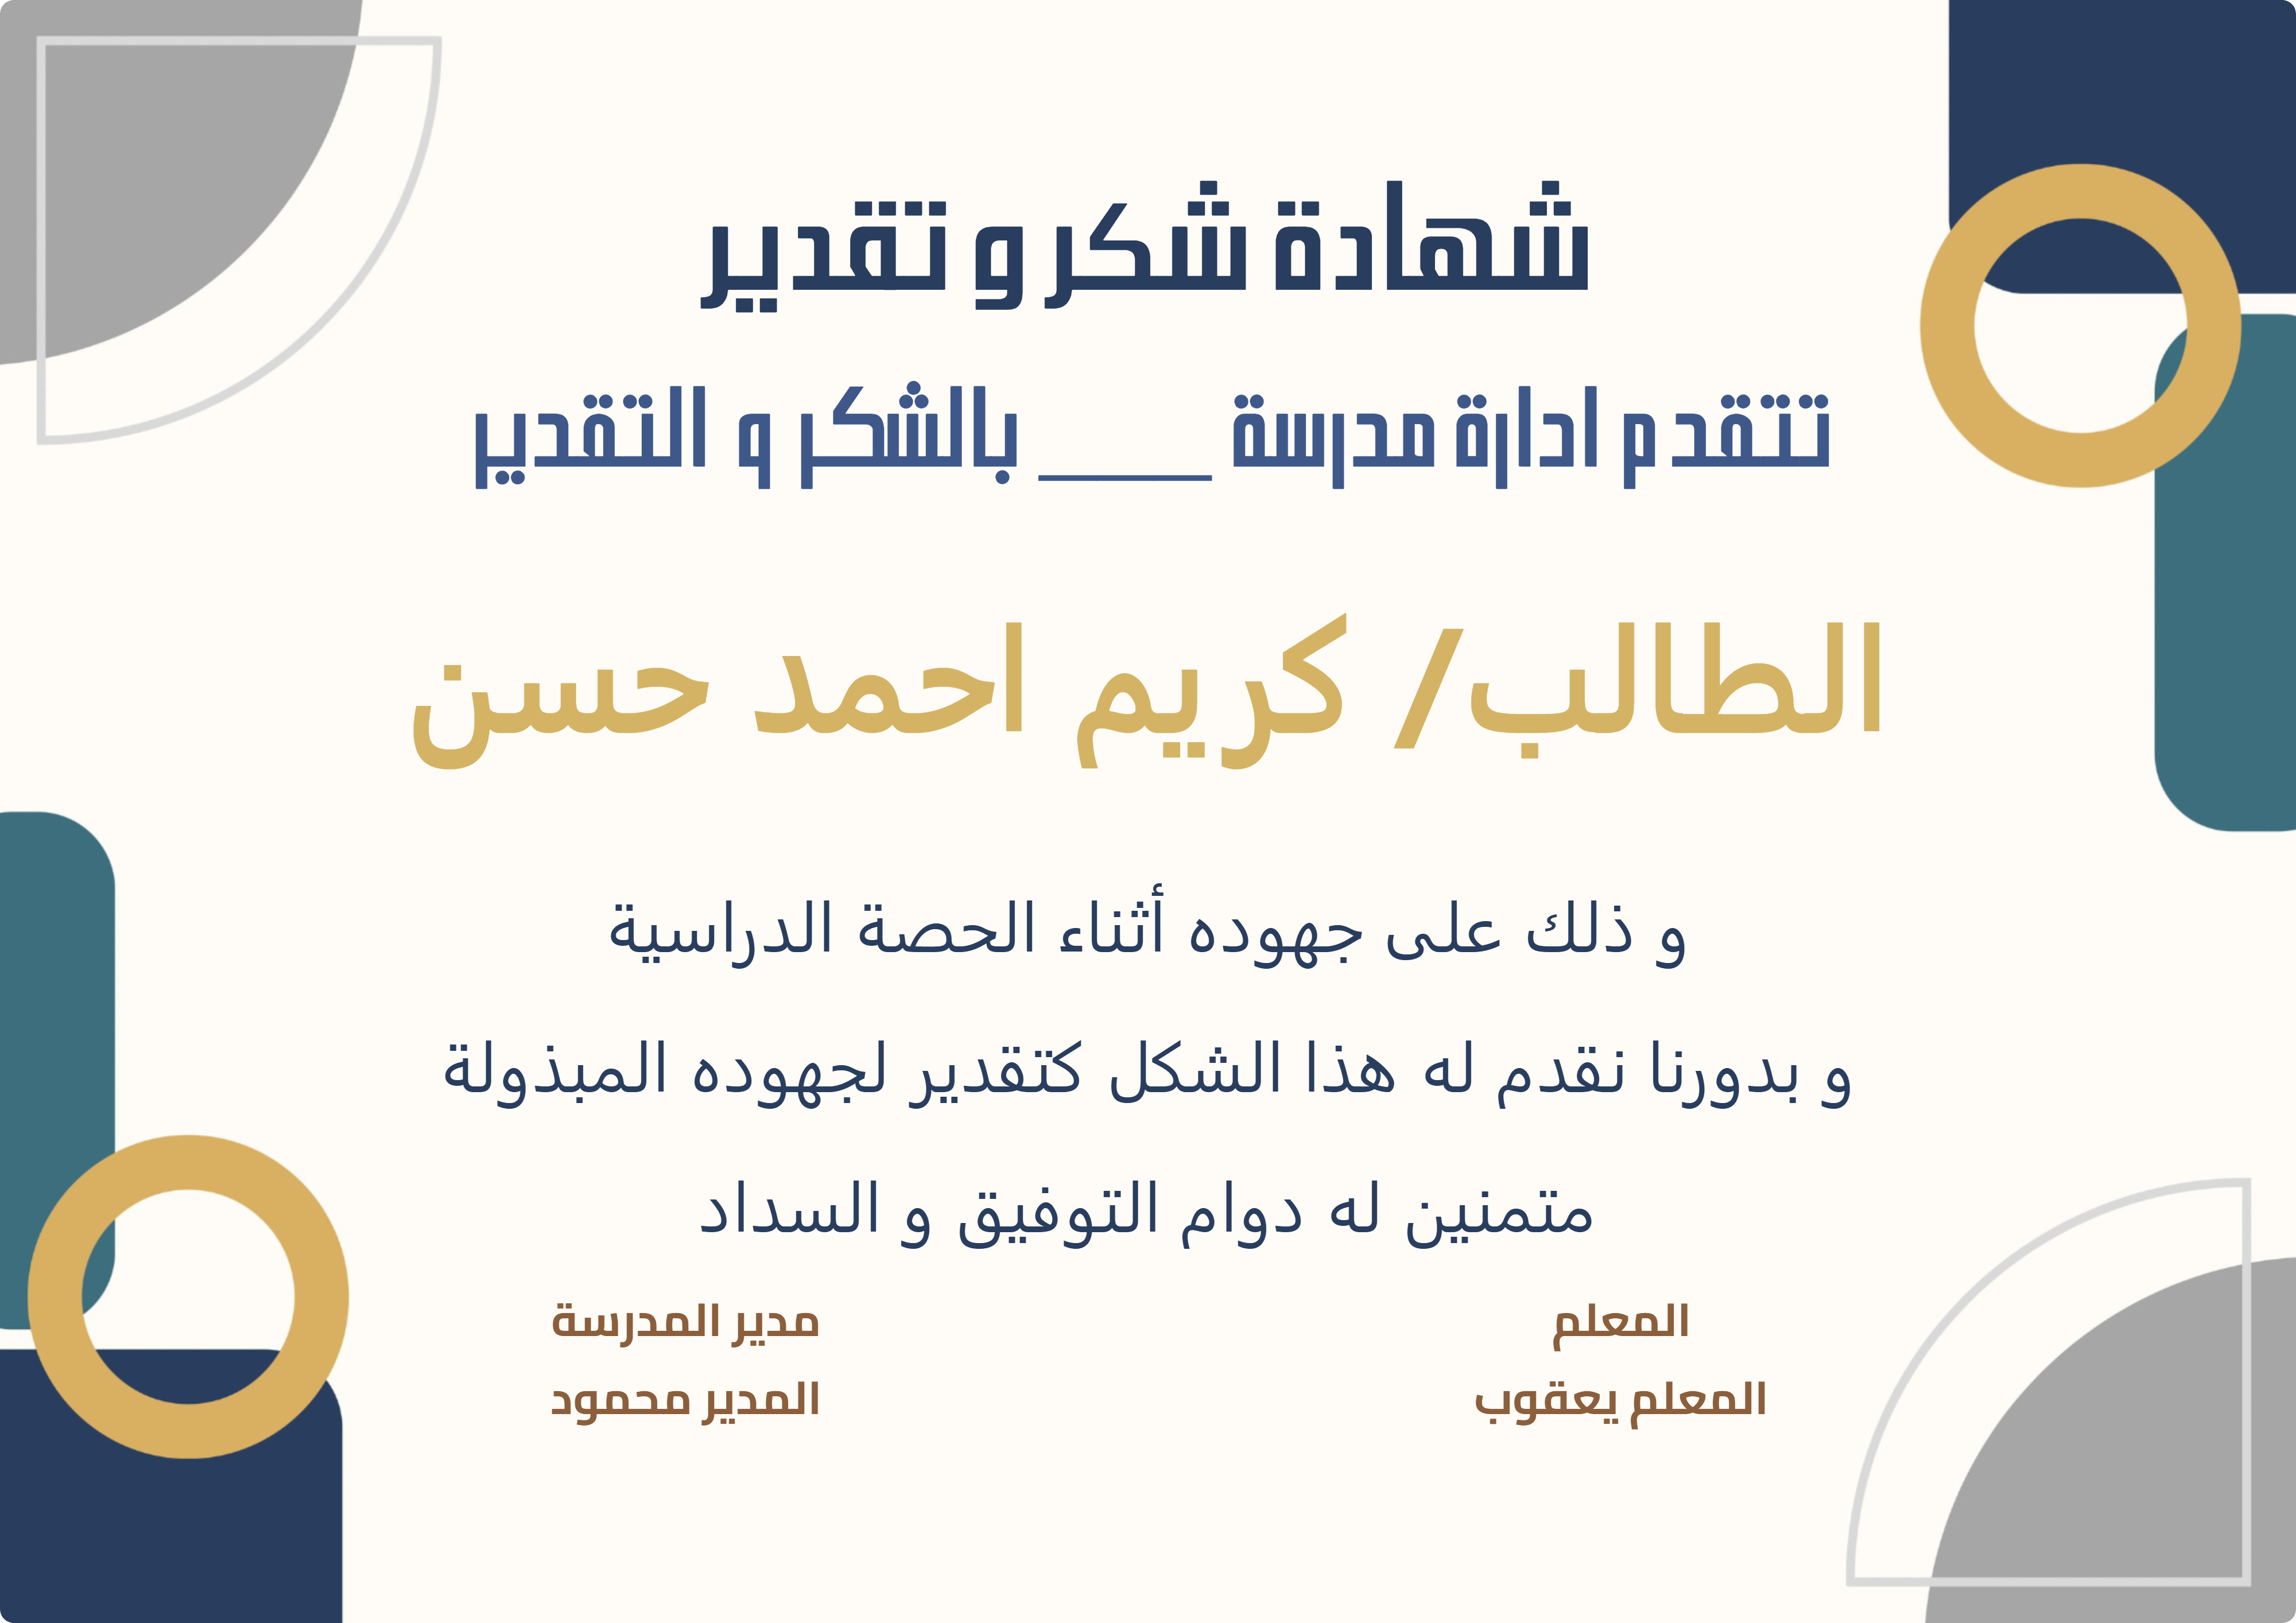 شهادة شكر و تقدير
تتقدم ادارة مدرسة ______ بالشكر و التقدير
الطالب/ كريم احمد حسن
و ذلك على جهوده أثناء الحصة الدراسية
و بدورنا نقدم له هذا الشكل كتقدير لجهوده المبذولة
متمنين له دوام التوفيق و السداد
المعلم
المعلم يعقوب
مدير المدرسة
المدير محمود